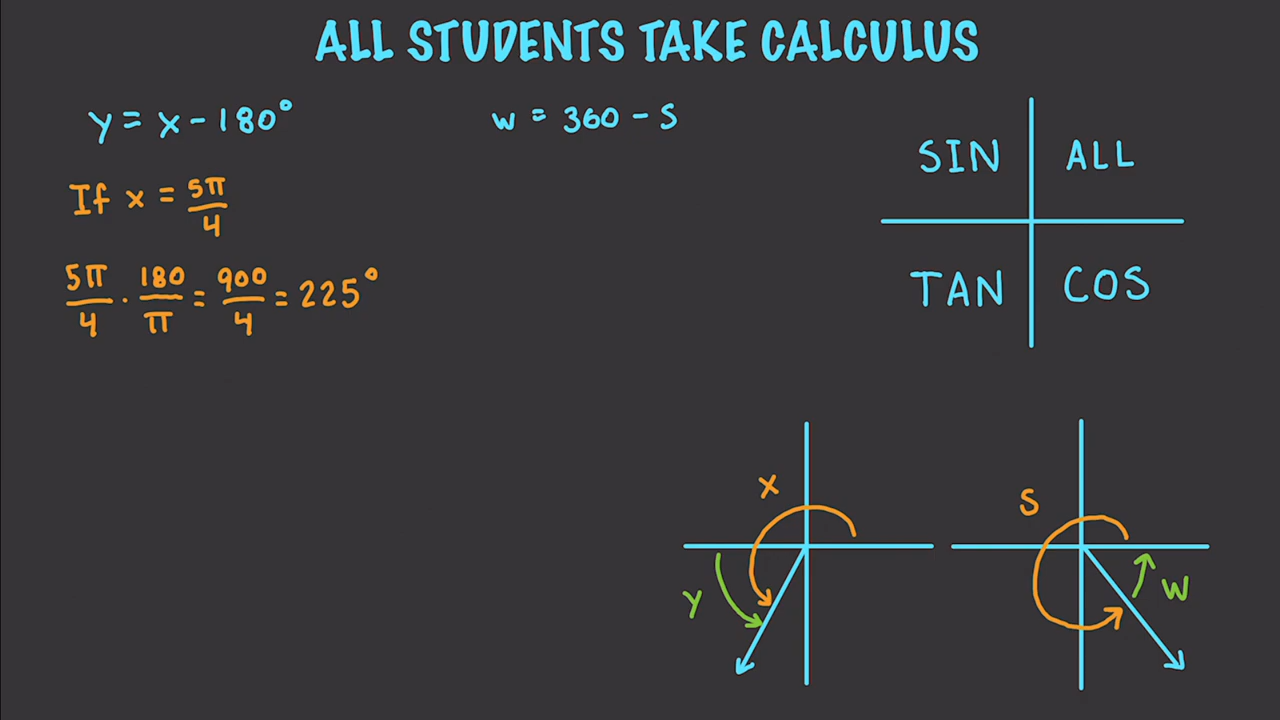 ALL STUDENTS TAKE CALCULUS
y = x - 180°
w = 360 - S
If x = 5π/4
5π/4 · 180/π = 900/4 = 225°
SIN ALL
TAN COS
x
y
S
W